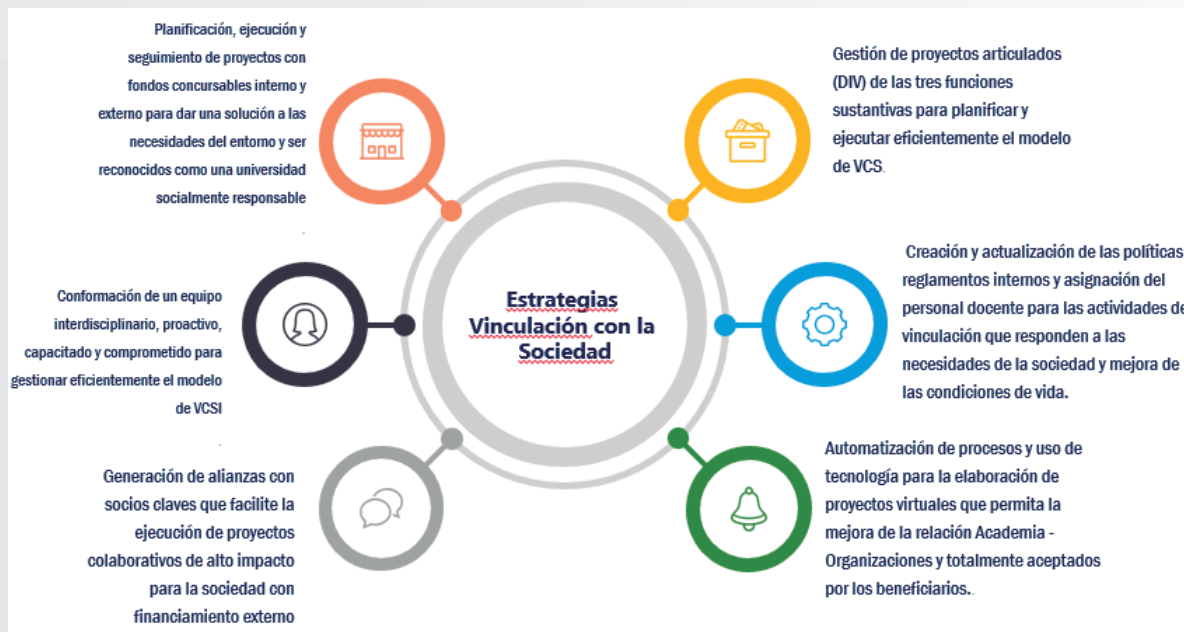 Planificación, ejecución y
seguimiento de proyectos con
fondos concursables interno y
externo para dar una solución a las
necesidades del entorno y ser
reconocidos como una universidad
socialmente responsable
.
Conformación de un equipo
interdisciplinario, proactivo,
capacitado y comprometido para
gestionar eficientemente el modelo
de VCSI
.
Generación de alianzas con
socios claves que facilite la
ejecución de proyectos
colaborativos de alto impacto
para la sociedad con
financiamiento externo
Estrategias
Vinculación con la
Sociedad
Gestión de proyectos articulados
(DIV) de las tres funciones
sustantivas para planificar y
ejecutar eficientemente el modelo
de VCS.
Creación y actualización de las políticas
reglamentos internos y asignación del
personal docente para las actividades de
vinculación que responden a las
necesidades de la sociedad y mejora de
las condiciones de vida.
Automatización de procesos y uso de
tecnología para la elaboración de
proyectos virtuales que permita la
mejora de la relación Academia -
Organizaciones y totalmente aceptados
por los beneficiarios..